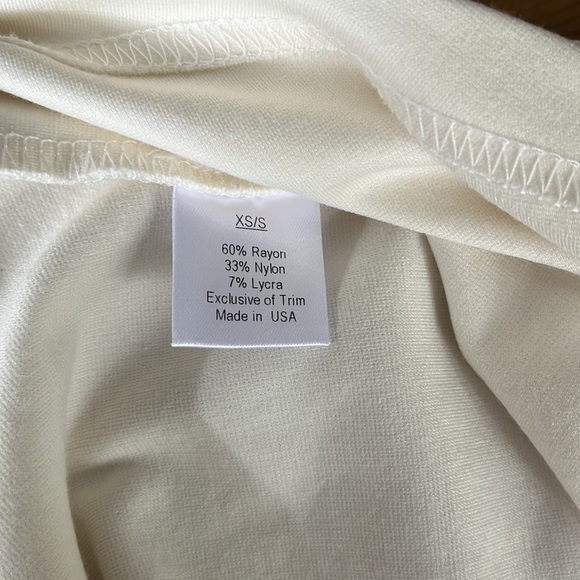 XS/S
60% Rayon
33% Nylon
7% Lycra
Exclusive of Trim
Made in USA